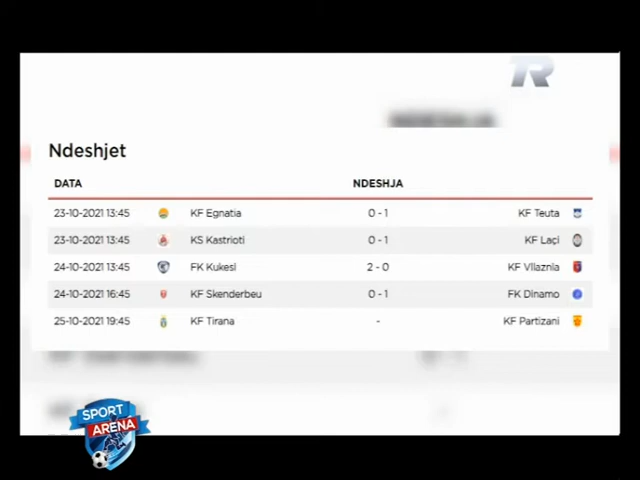 TR
NDESHJA
Ndeshjet
DATA NDESHJA
23-10-2021 13:45 KF Egnatia 0 - 1 KF Teuta
23-10-2021 13:45 KS Kastrioti 0 - 1 KF Laçi
24-10-2021 13:45 FK Kukesi 2 - 0 KF Vllaznia
24-10-2021 16:45 KF Skenderbeu 0 - 1 FK Dinamo
25-10-2021 19:45 KF Tirana - KF Partizani
SPORT
ARENA